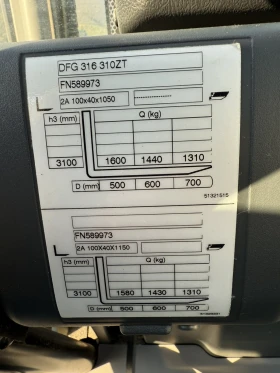 DFG 316 310ZT
FN589973
2A 100x40x1050 -------------
h3 (mm) Q (kg)
3100 1600 1440 1310
D (mm) 500 600 700
51321515
FN589973
2A 100X40X1150
h3 (mm) Q (kg)
3100 1580 1430 1310
D (mm) 500 600 700